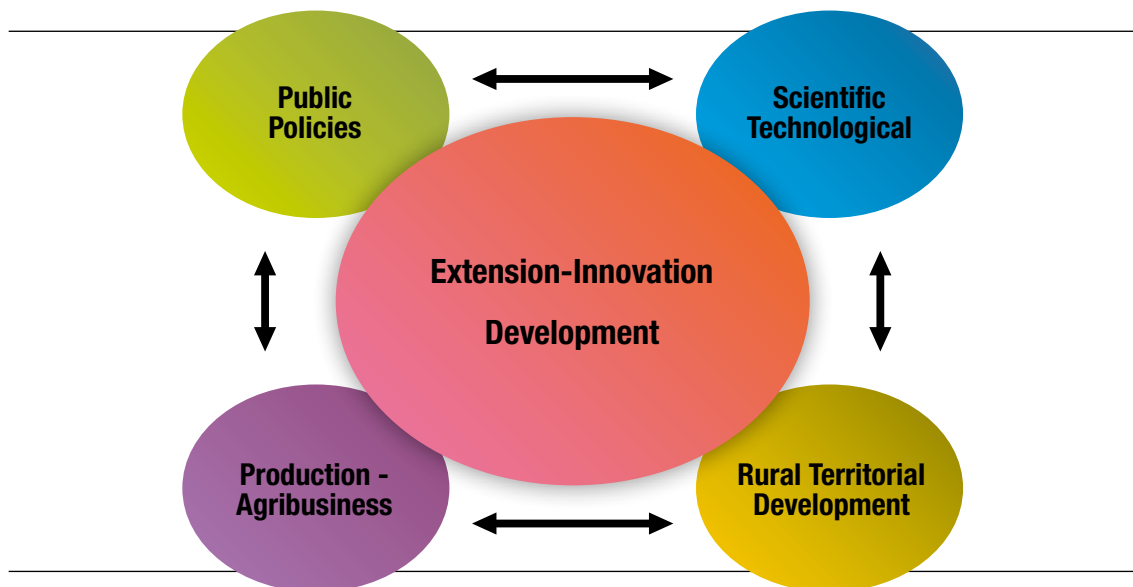 Public
Policies
Scientific
Technological
Extension-Innovation
Development
Production -
Agribusiness
Rural Territorial
Development